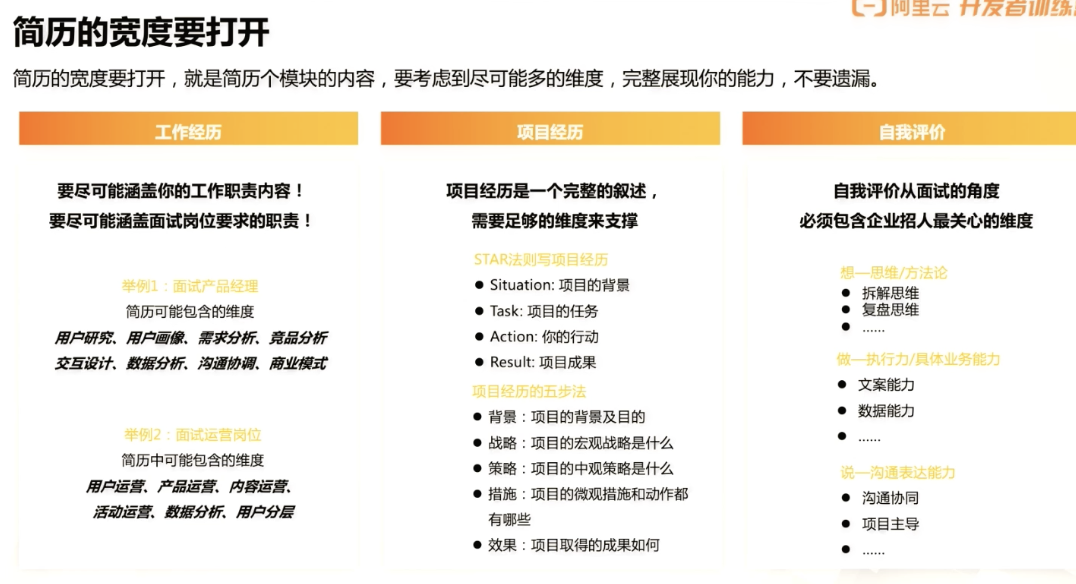 阿里云 开发者训练
简历的宽度要打开
简历的宽度要打开，就是简历个模块的内容，要考虑到尽可能多的维度，完整展现你的能力，不要遗漏。
工作经历
要尽可能涵盖你的工作职责内容！
要尽可能涵盖面试岗位要求的职责！
举例1：面试产品经理
简历可能包含的维度
用户研究、用户画像、需求分析、竞品分析
交互设计、数据分析、沟通协调、商业模式
举例2：面试运营岗位
简历中可能包含的维度
用户运营、产品运营、内容运营、
活动运营、数据分析、用户分层
项目经历
项目经历是一个完整的叙述，
需要足够的维度来支撑
STAR法则写项目经历
● Situation: 项目的背景
● Task: 项目的任务
● Action: 你的行动
● Result: 项目成果
项目经历的五步法
● 背景：项目的背景及目的
● 战略：项目的宏观战略是什么
● 策略：项目的中观策略是什么
● 措施：项目的微观措施和动作都
有哪些
● 效果：项目取得的成果如何
自我评价
自我评价从面试的角度
必须包含企业招人最关心的维度
想—思维/方法论
● 拆解思维
● 复盘思维
● ......
做—执行力/具体业务能力
● 文案能力
● 数据能力
● ......
说—沟通表达能力
● 沟通协同
● 项目主导
● ......